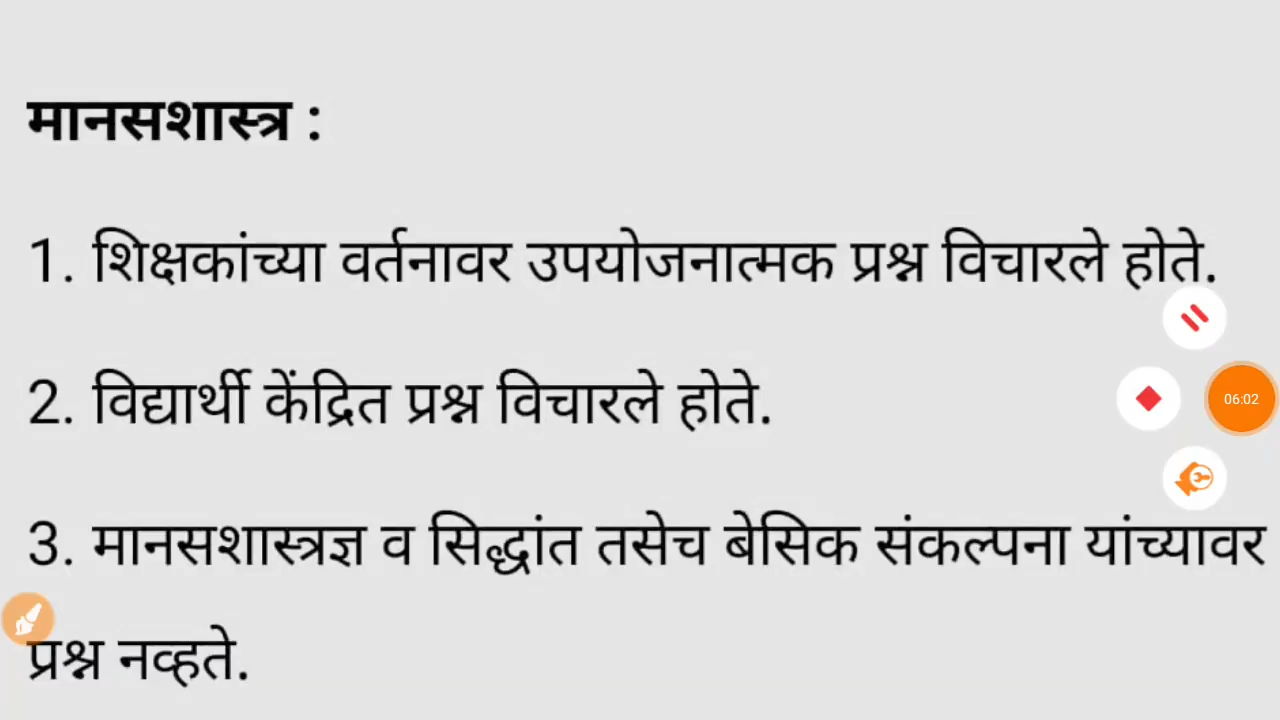 मानसशास्त्र :
1. शिक्षकांच्या वर्तनावर उपयोजनात्मक प्रश्न विचारले होते.
2. विद्यार्थी केंद्रित प्रश्न विचारले होते.
06:02
3. मानसशास्त्रज्ञ व सिद्धांत तसेच बेसिक संकल्पना यांच्यावर
प्रश्न नव्हते.